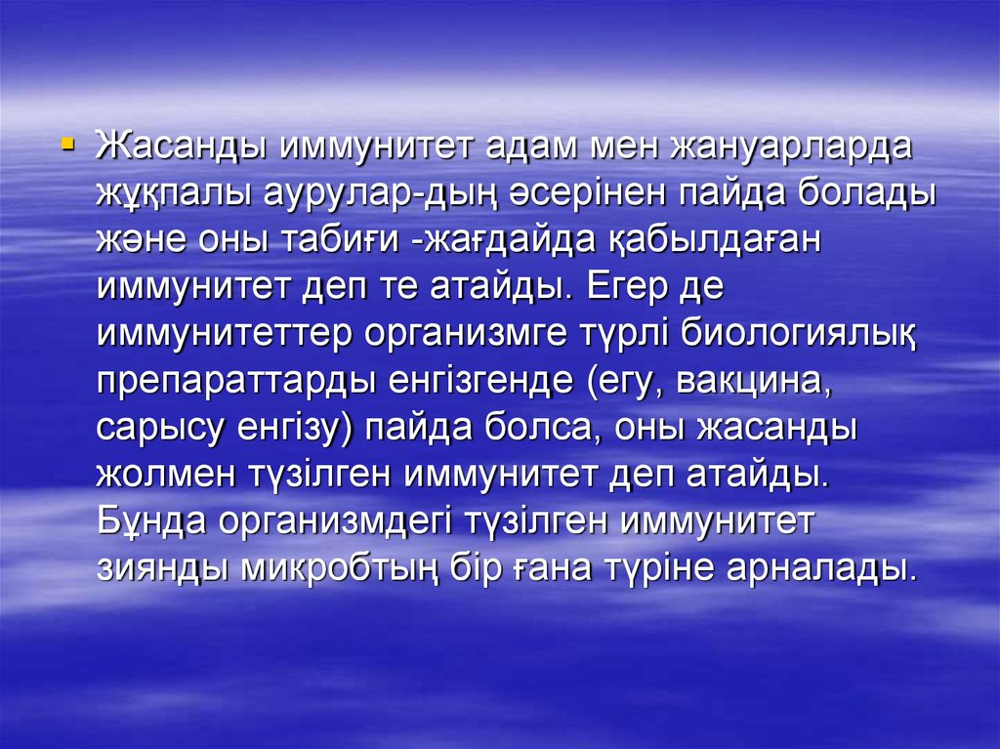 Жасанды иммунитет адам мен жануарларда
жұқпалы аурулар-дың әсерінен пайда болады
және оны табиғи -жағдайда қабылдаған
иммунитет деп те атайды. Егер де
иммунитеттер организмге түрлі биологиялық
препараттарды енгізгенде (егу, вакцина,
сарысу енгізу) пайда болса, оны жасанды
жолмен түзілген иммунитет деп атайды.
Бұнда организмдегі түзілген иммунитет
зиянды микробтың бір ғана түріне арналады.